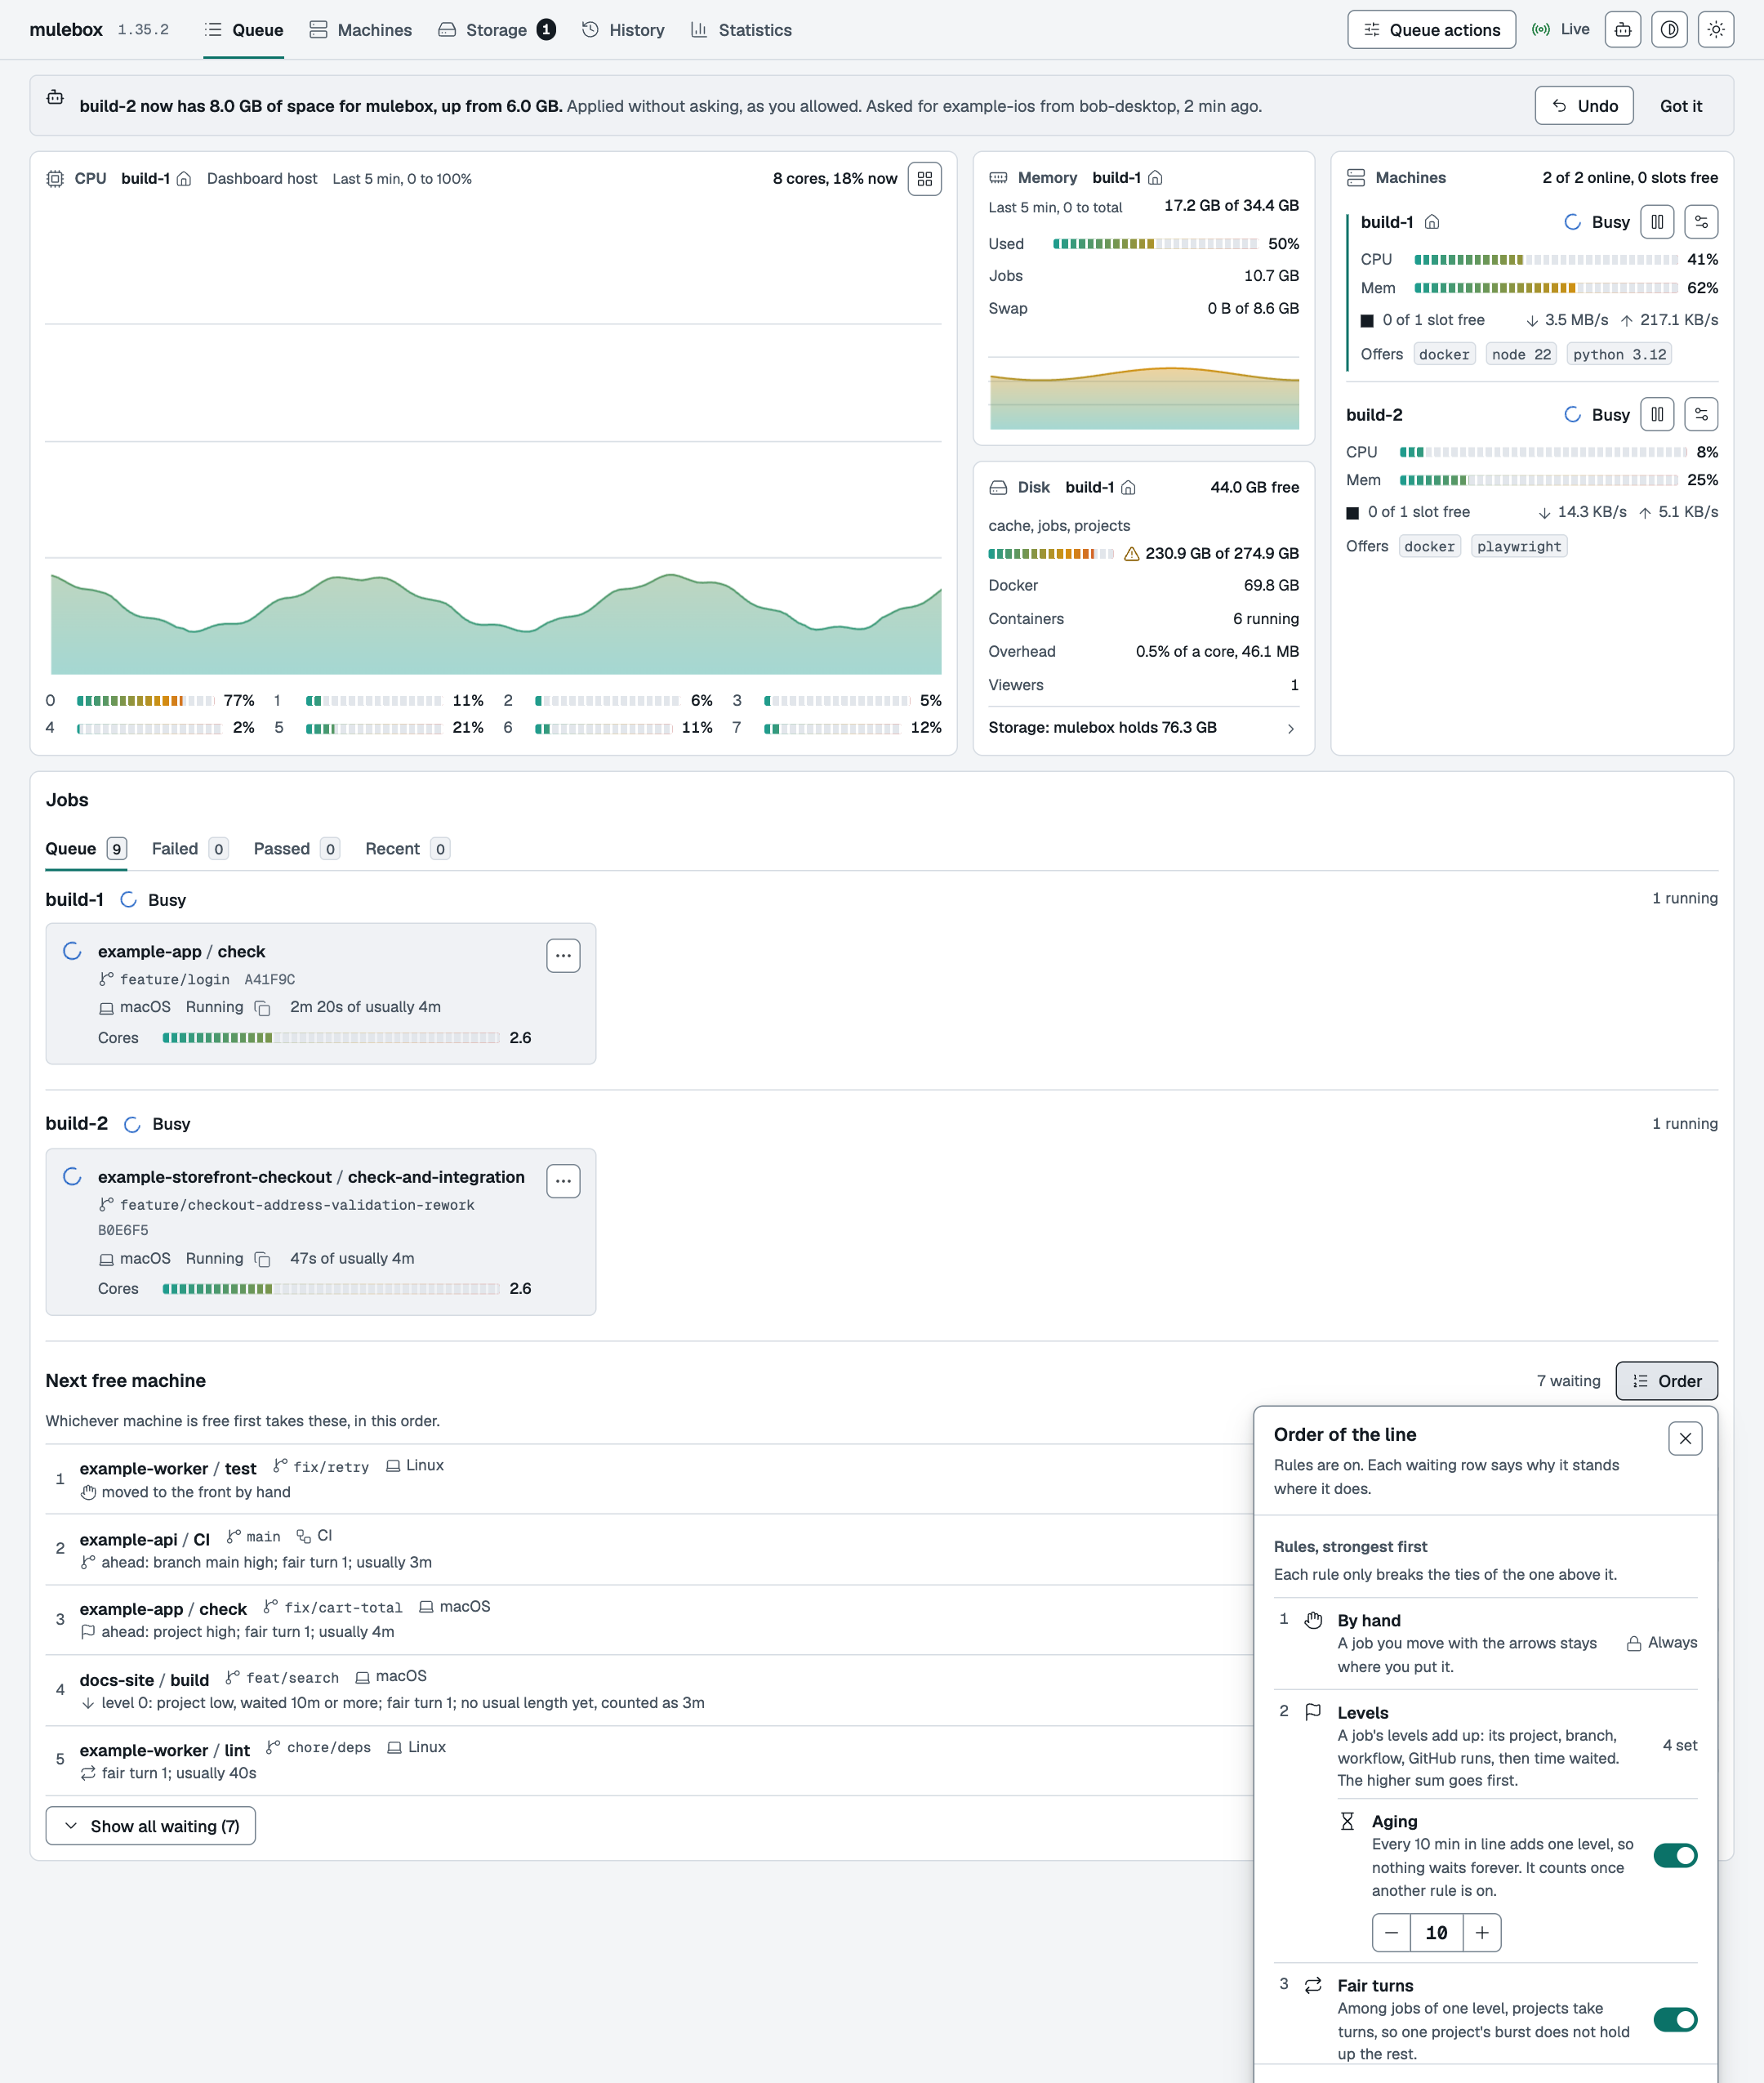 mulebox 1.35.2 Queue Machines Storage 1 History Statistics Queue actions Live
build-2 now has 8.0 GB of space for mulebox, up from 6.0 GB. Applied without asking, as you allowed. Asked for example-ios from bob-desktop, 2 min ago. Undo Got it
CPU build-1 Dashboard host Last 5 min, 0 to 100% 8 cores, 18% now
0 77% 1 11% 2 6% 3 5%
4 2% 5 21% 6 11% 7 12%
Memory build-1
Last 5 min, 0 to total 17.2 GB of 34.4 GB
Used 50%
Jobs 10.7 GB
Swap 0 B of 8.6 GB
Disk build-1 44.0 GB free
cache, jobs, projects
230.9 GB of 274.9 GB
Docker 69.8 GB
Containers 6 running
Overhead 0.5% of a core, 46.1 MB
Viewers 1
Storage: mulebox holds 76.3 GB
Machines 2 of 2 online, 0 slots free
build-1 Busy
CPU 41%
Mem 62%
0 of 1 slot free 3.5 MB/s 217.1 KB/s
Offers docker node 22 python 3.12
build-2 Busy
CPU 8%
Mem 25%
0 of 1 slot free 14.3 KB/s 5.1 KB/s
Offers docker playwright
Jobs
Queue 9 Failed 0 Passed 0 Recent 0
build-1 Busy 1 running
example-app / check
feature/login A41F9C
macOS Running 2m 20s of usually 4m
Cores 2.6
build-2 Busy 1 running
example-storefront-checkout / check-and-integration
feature/checkout-address-validation-rework
B0E6F5
macOS Running 47s of usually 4m
Cores 2.6
Next free machine 7 waiting Order
Whichever machine is free first takes these, in this order.
1 example-worker / test fix/retry Linux
moved to the front by hand
2 example-api / CI main CI
ahead: branch main high; fair turn 1; usually 3m
3 example-app / check fix/cart-total macOS
ahead: project high; fair turn 1; usually 4m
4 docs-site / build feat/search macOS
level 0: project low, waited 10m or more; fair turn 1; no usual length yet, counted as 3m
5 example-worker / lint chore/deps Linux
fair turn 1; usually 40s
Show all waiting (7)
Order of the line
Rules are on. Each waiting row says why it stands
where it does.
Rules, strongest first
Each rule only breaks the ties of the one above it.
1 By hand
A job you move with the arrows stays
where you put it.
Always
2 Levels
A job's levels add up: its project, branch,
workflow, GitHub runs, then time waited.
The higher sum goes first.
4 set
Aging
Every 10 min in line adds one level, so
nothing waits forever. It counts once
another rule is on.
10
3 Fair turns
Among jobs of one level, projects take
turns, so one project's burst does not hold
up the rest.